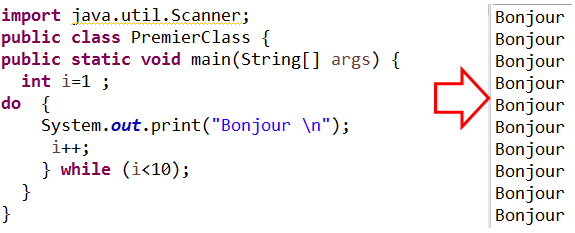 import java.util.Scanner;
public class PremierClass {
public static void main(String[] args) {
int i=1 ;
do  {
System.out.print("Bonjour \n");
i++;
} while (i<10);
}
}
Bonjour
Bonjour
Bonjour
Bonjour
Bonjour
Bonjour
Bonjour
Bonjour
Bonjour
Bonjour